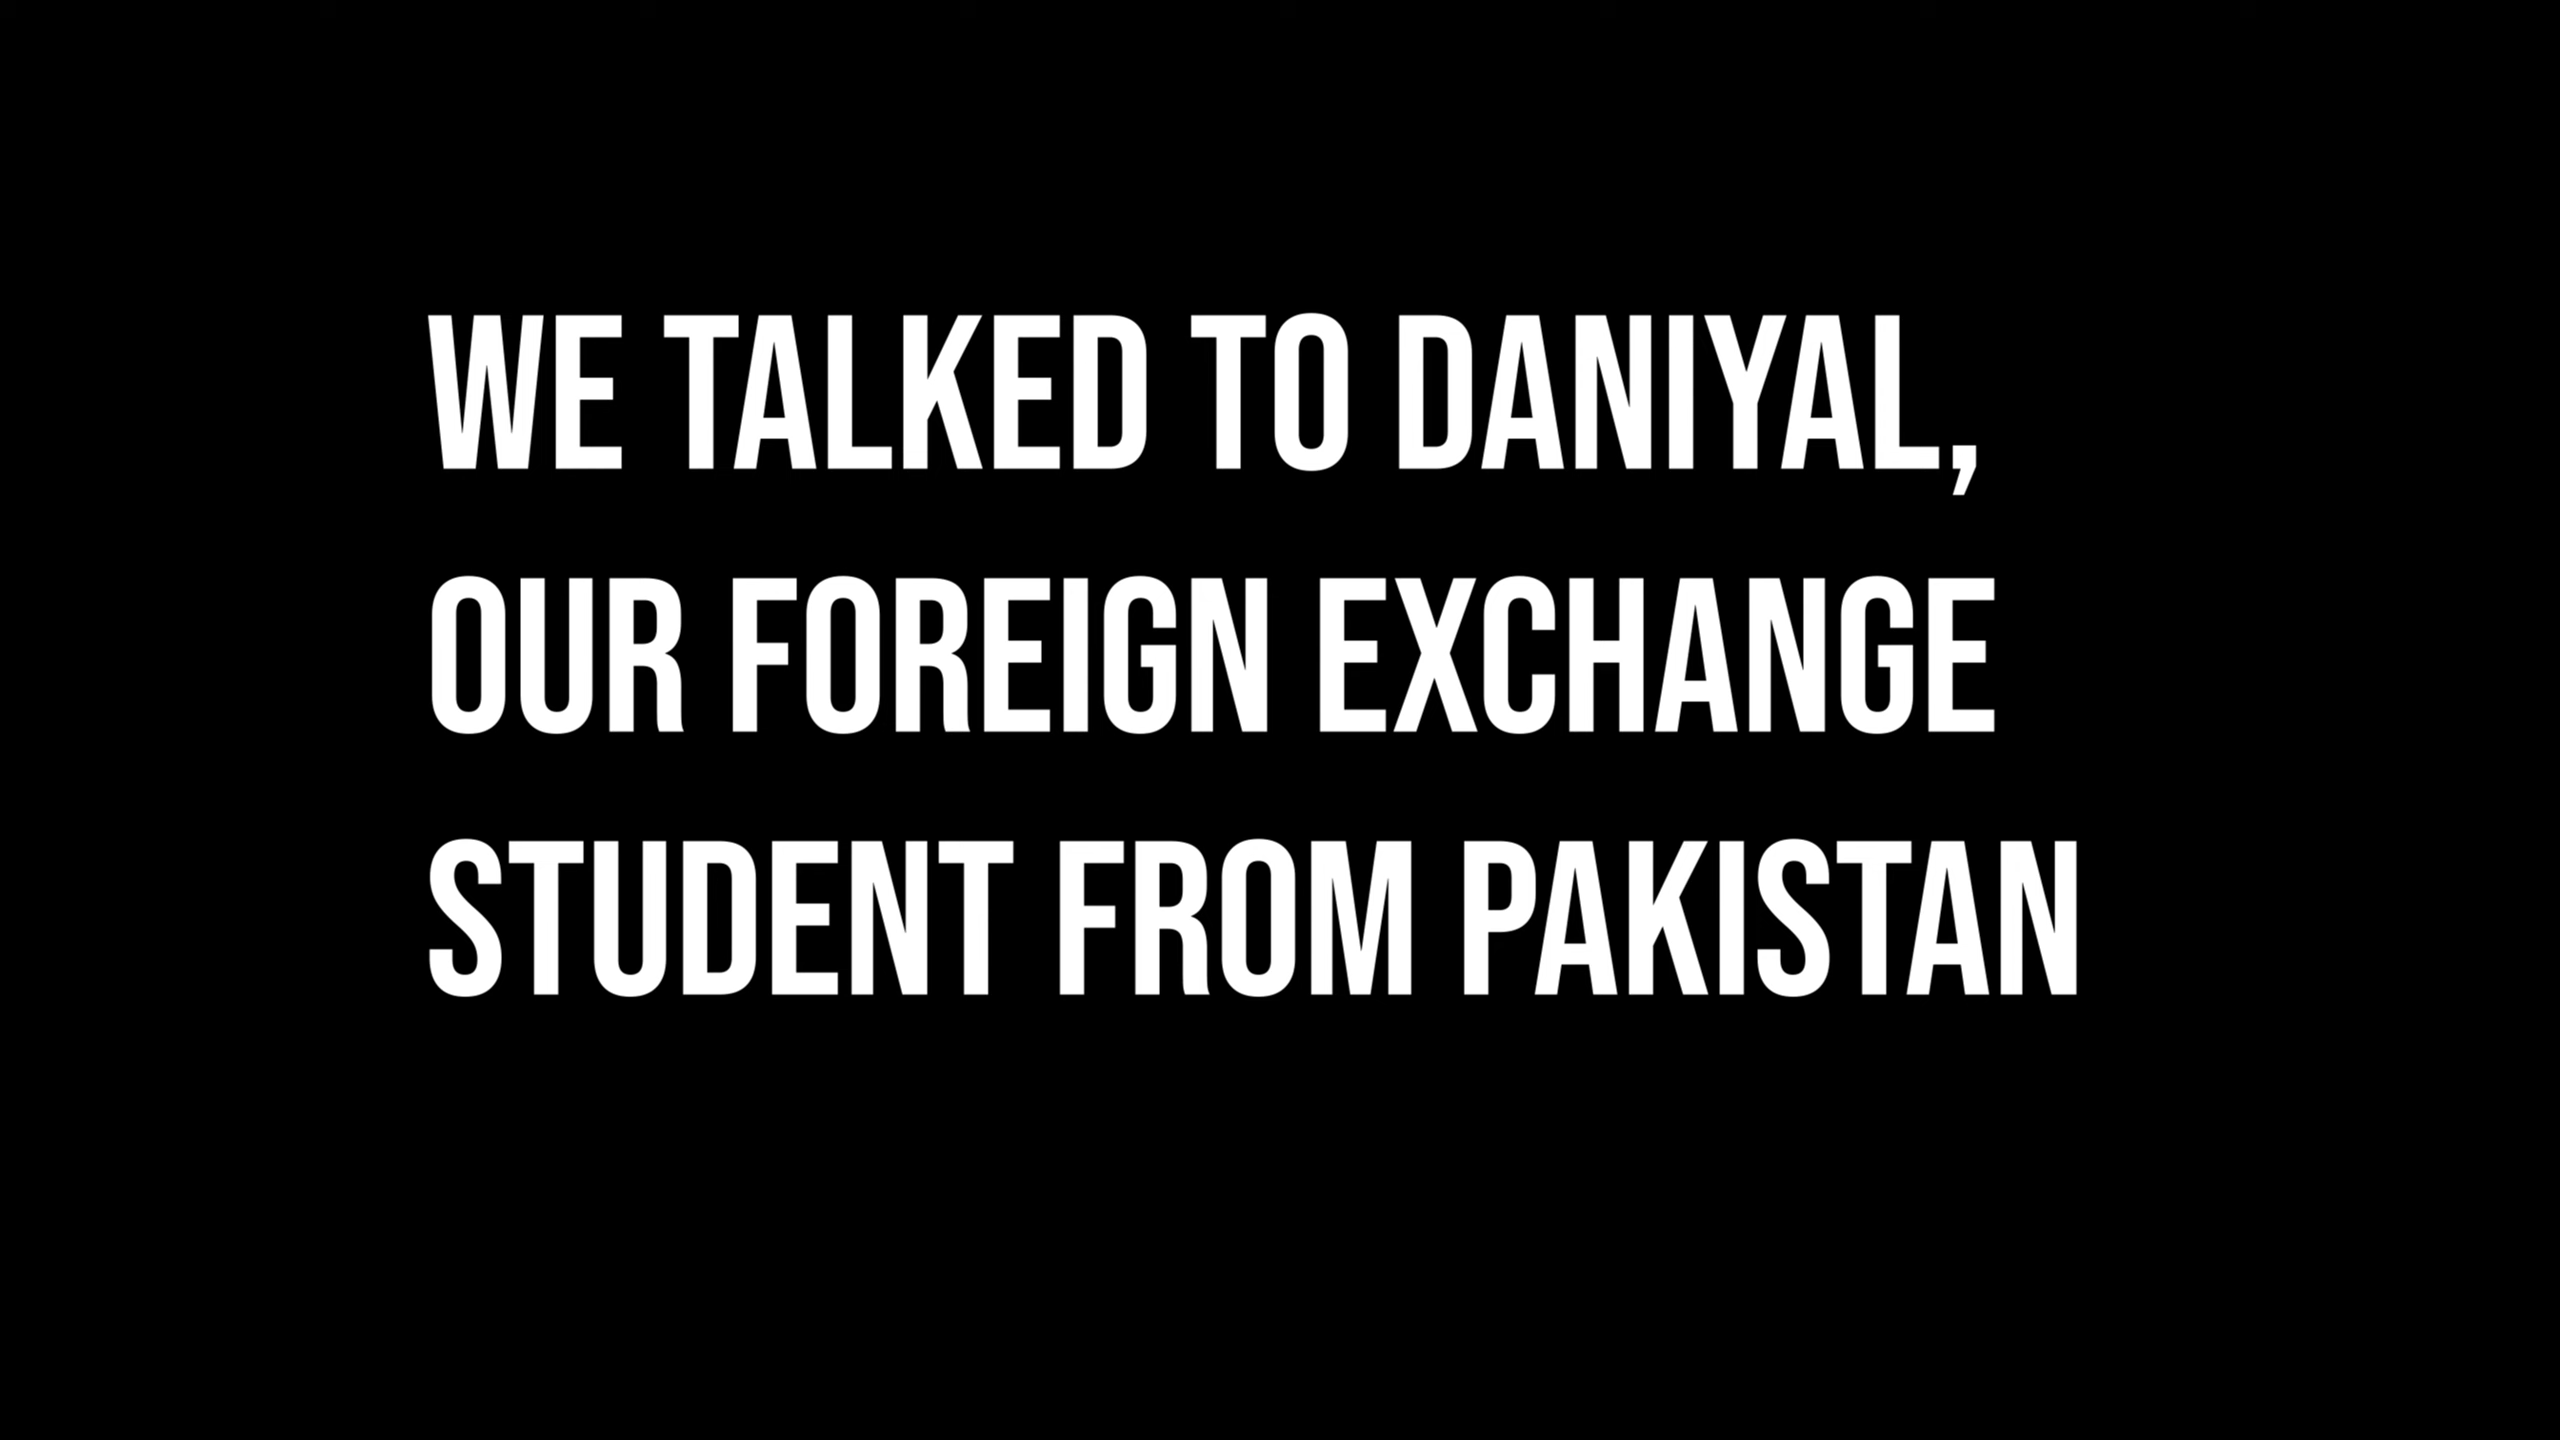 WE TALKED TO DANIYAL,
OUR FOREIGN EXCHANGE
STUDENT FROM PAKISTAN